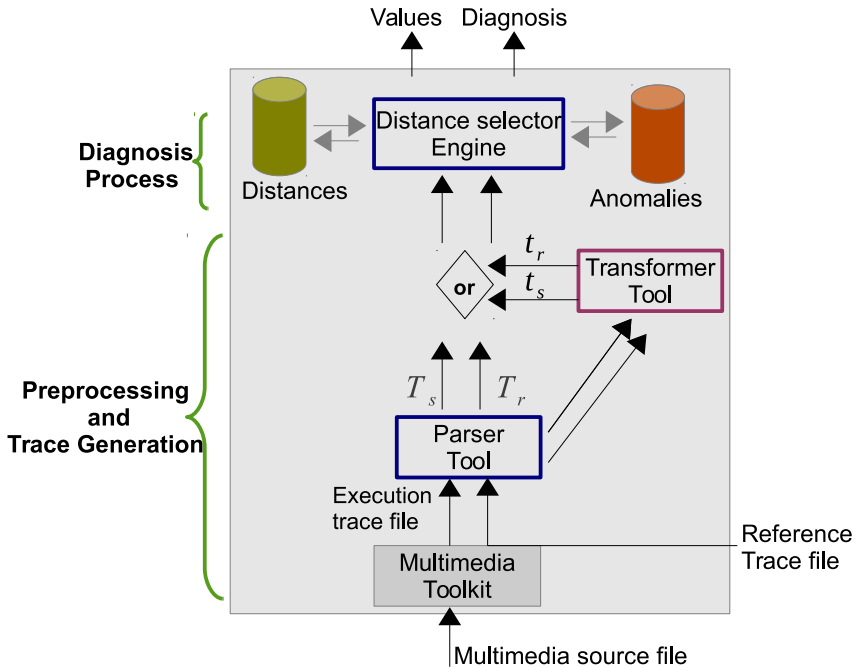 Values
Diagnosis
Distance selector
Engine
Diagnosis
Process
Distances
Anomalies
t_r
Transformer
Tool
or
t_s
T_s
T_r
Preprocessing
and
Trace Generation
Parser
Tool
Execution
trace file
Reference
Trace file
Multimedia
Toolkit
Multimedia source file